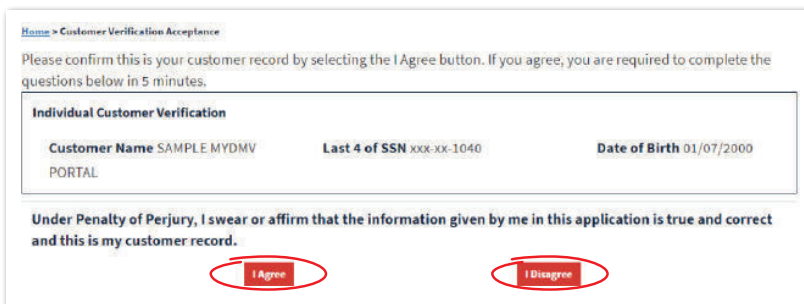 Home > Customer Verification Acceptance
Please confirm this is your customer record by selecting the I Agree button. If you agree, you are required to complete the
questions below in 5 minutes.
Individual Customer Verification
Customer Name SAMPLE MYDMV Last 4 of SSN xxx-xx-1040 Date of Birth 01/07/2000
PORTAL
Under Penalty of Perjury, I swear or affirm that the information given by me in this application is true and correct
and this is my customer record.
I Agree I Disagree